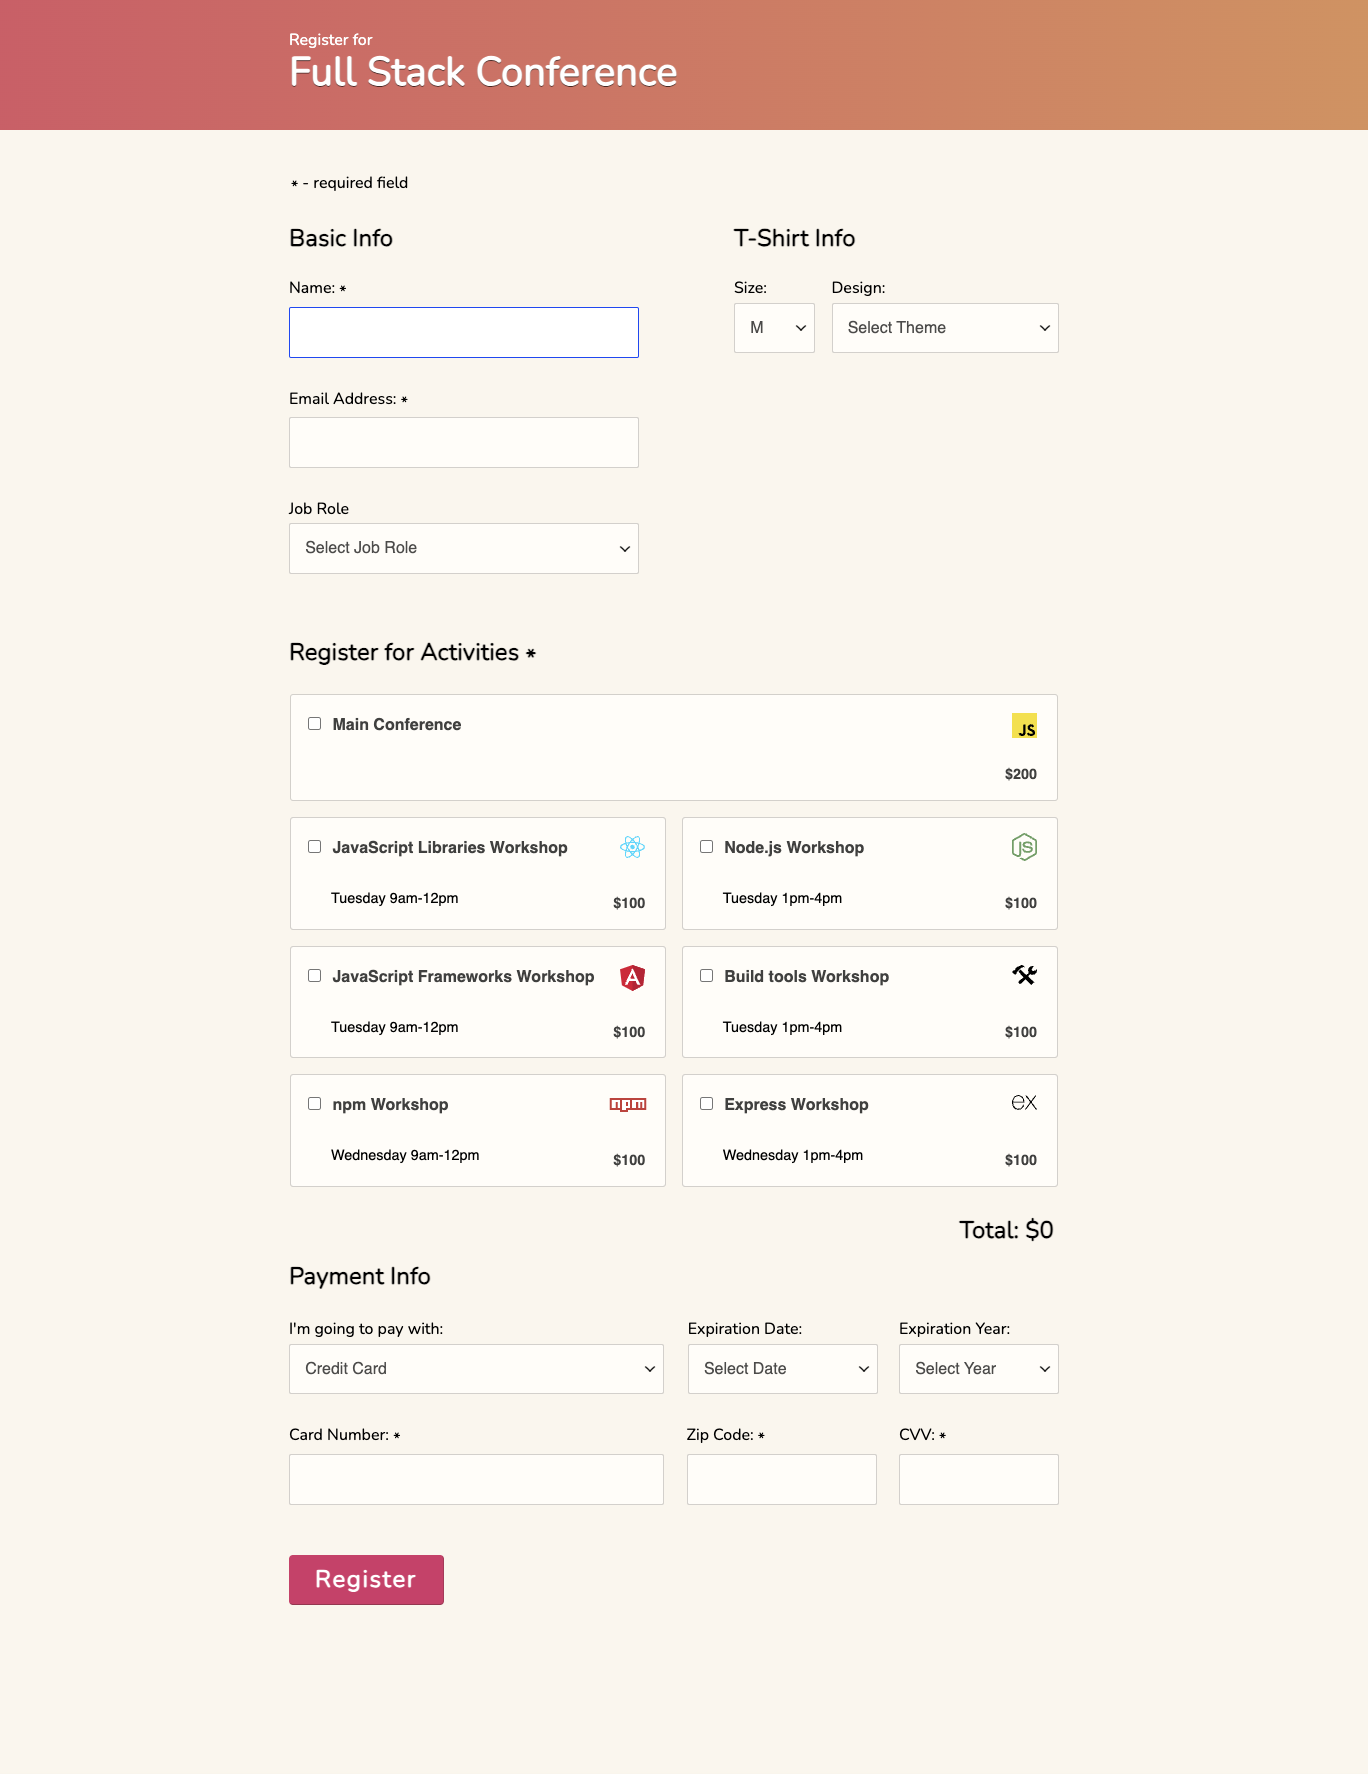 Register for
Full Stack Conference
* - required field
Basic Info
Name: *
Email Address: *
Job Role
Select Job Role
T-Shirt Info
Size:
Design:
M
Select Theme
Register for Activities *
Main Conference
JS
$200
JavaScript Libraries Workshop
Tuesday 9am-12pm
$100
Node.js Workshop
JS
Tuesday 1pm-4pm
$100
JavaScript Frameworks Workshop
A
Tuesday 9am-12pm
$100
Build tools Workshop
Tuesday 1pm-4pm
$100
npm Workshop
npm
Wednesday 9am-12pm
$100
Express Workshop
ex
Wednesday 1pm-4pm
$100
Total: $0
Payment Info
I'm going to pay with:
Credit Card
Expiration Date:
Select Date
Expiration Year:
Select Year
Card Number: *
Zip Code: *
CVV: *
Register